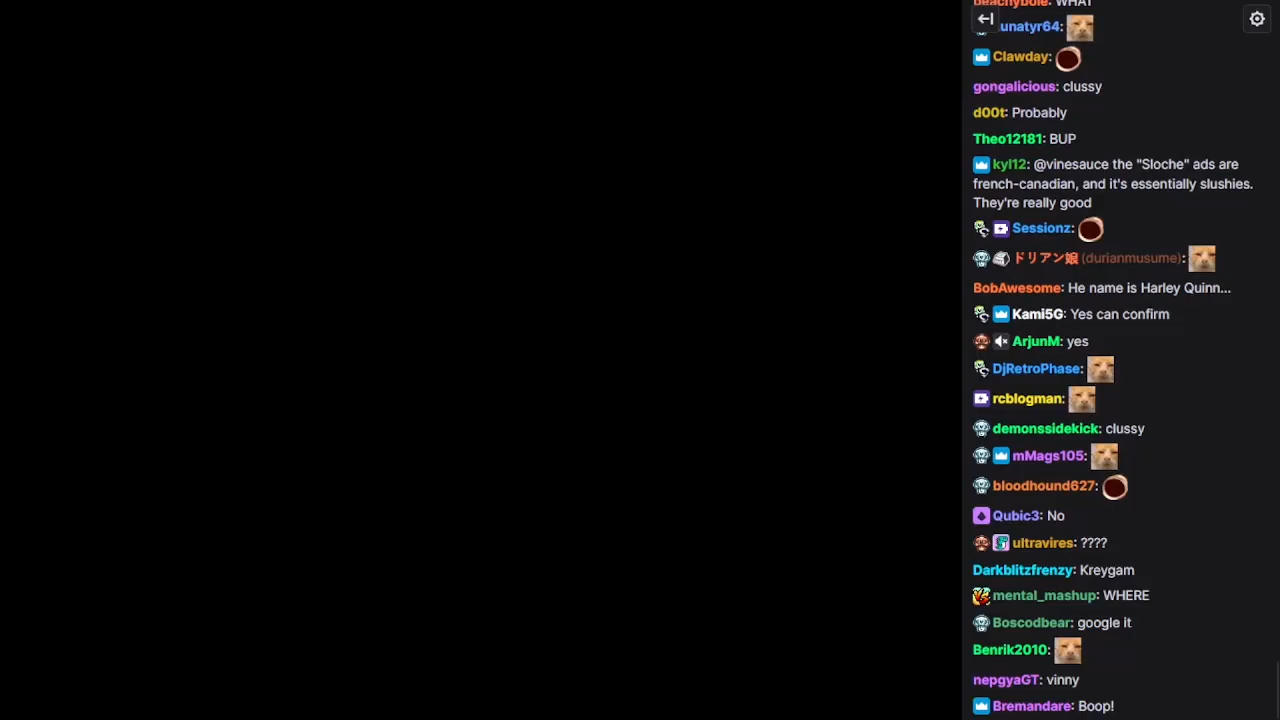 peachybole: WHAT
unatyr64:
Clawday:
gongalicious: clussy
d00t: Probably
Theo12181: BUP
kyl12: @vinesauce the "Sloche" ads are
french-canadian, and it's essentially slushies.
They're really good
Sessionz:
ドリアン娘 (durianmusume):
BobAwesome: He name is Harley Quinn...
Kami5G: Yes can confirm
ArjunM: yes
DjRetroPhase:
rcblogman:
demonssidekick: clussy
mMags105:
bloodhound627:
Qubic3: No
ultravires: ????
Darkblitzfrenzy: Kreygam
mental_mashup: WHERE
Boscodbear: google it
Benrik2010:
nepgyaGT: vinny
Bremandare: Boop!